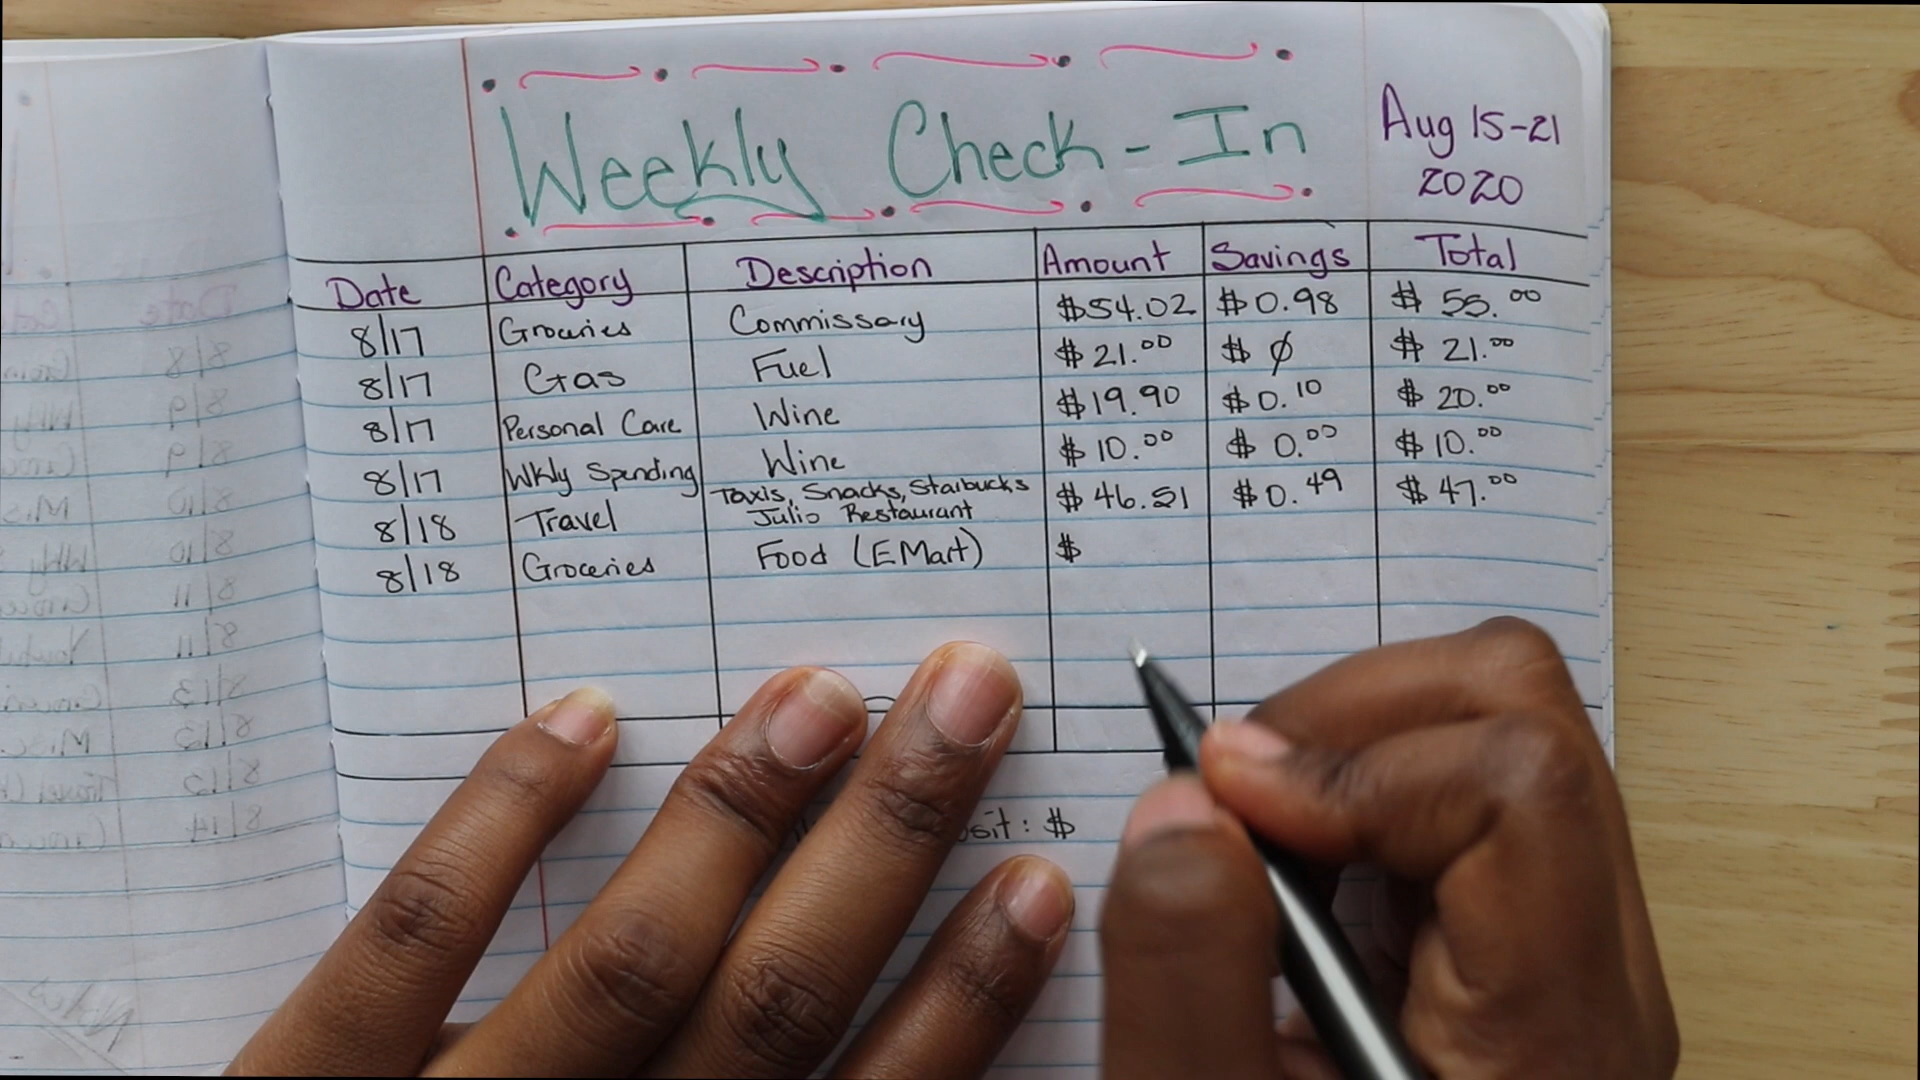 Weekly Check-In
Aug 15-21
2020
Date Category Description Amount Savings Total
8/17 Groceries Commissary $54.02 $0.98 $55.00
8/17 Gas Fuel $21.00 $ø $21.00
8/17 Personal Care Wine $19.90 $0.10 $20.00
8/17 Wkly Spending Wine $10.00 $0.00 $10.00
8/18 Travel Taxis, Snacks, Starbucks $46.51 $0.49 $47.00
Julio Restaurant
8/18 Groceries Food (EMart) $
sit: $